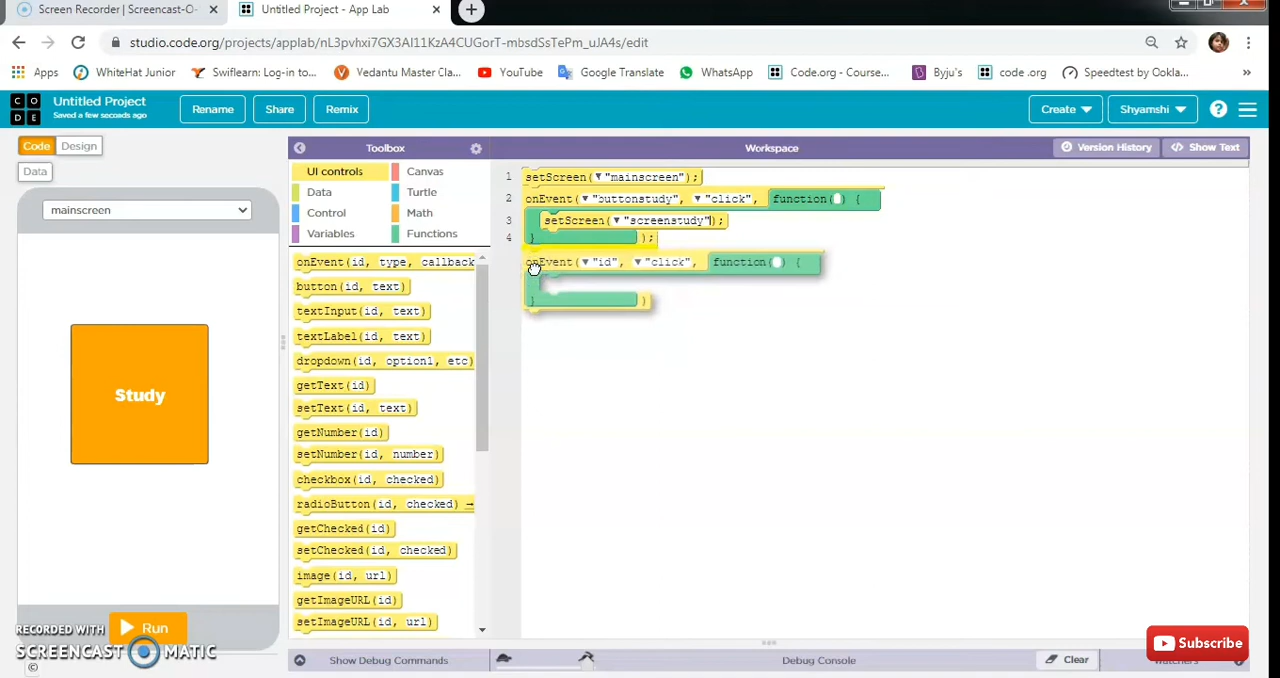 Screen Recorder | Screencast-O-
Untitled Project - App Lab
studio.code.org/projects/applab/nL3pvhxi7GX3AI11KzA4CUGorT-mbsdSsTePm_uJA4s/edit
Apps WhiteHat Junior Swiflearn: Log-in to... Vedantu Master Cla... YouTube Google Translate WhatsApp Code.org - Course... Byju's code .org Speedtest by Ookla... »
CODE
Untitled Project
Saved a few seconds ago
Rename Share Remix Create Shyamshi ?
Code Design
Data
Toolbox
Workspace
Version History
Show Text
mainscreen
Study
Run
RECORDED WITH
SCREENCAST MATIC
©
UI controls Canvas
Data Turtle
Control Math
Variables Functions
onEvent(id, type, callback
button(id, text)
textInput(id, text)
textLabel(id, text)
dropdown(id, option1, etc)
getText(id)
setText(id, text)
getNumber(id)
setNumber(id, number)
checkbox(id, checked)
radioButton(id, checked)
getChecked(id)
setChecked(id, checked)
image(id, url)
getImageURL(id)
setImageURL(id, url)
1 setScreen(▼"mainscreen");
2 onEvent(▼"buttonstudy", ▼"click", function( ) {
3 setScreen(▼"screenstudy");
4 } );
onEvent(▼"id", ▼"click", function( ) {
} )
Show Debug Commands
Debug Console
Clear
Watchers
Subscribe